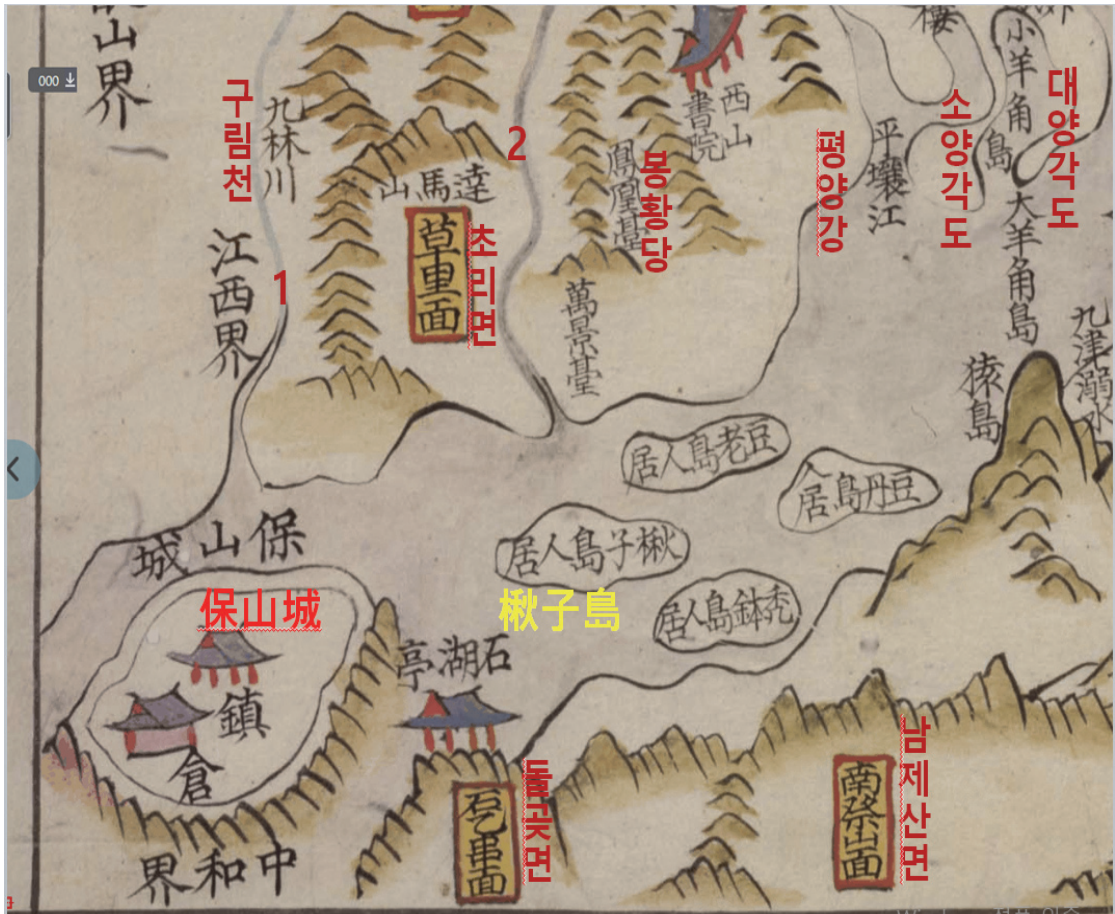 山界
000
구림천
九林川
江西界
1
2
山馬達
草里面
초리면
西山
書院
鳳凰臺
봉황당
萬景臺
평양강
平壤江
소양각도
小羊角島
대양각도
大羊角島
九津溺水
猿島
居人島老豆
居島丹豆
居人島子楸
楸子島
居人島鉢禿
城山保
保山城
鎮
倉
亭湖石
界和中
石乭串面
돌곶면
南祭山面
남제산면